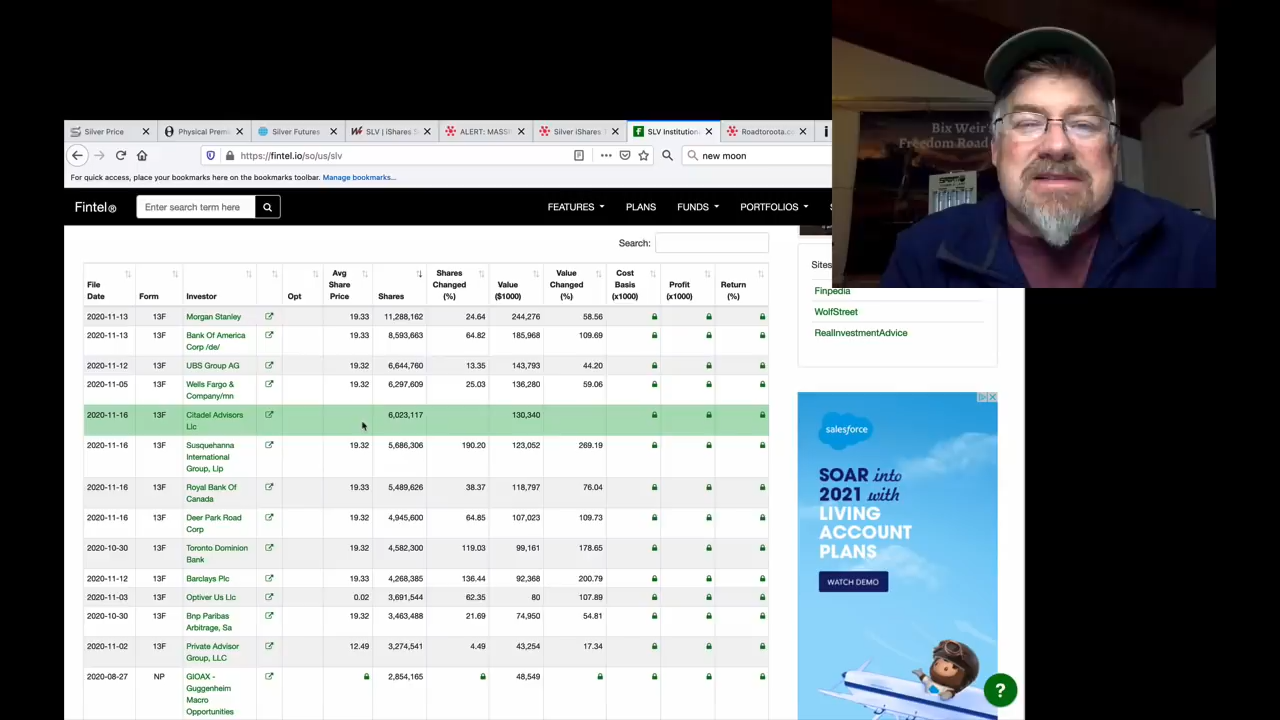 Silver Price
Physical Prem
Silver Futures
SLV | iShares S
ALERT: MASSI
Silver iShares
SLV Institution
Roadtoroota.co
https://fintel.io/so/us/slv
new moon
For quick access, place your bookmarks here on the bookmarks toolbar. Manage bookmarks...
Fintel
Enter search term here
FEATURES
PLANS
FUNDS
PORTFOLIOS
Bix Weir's
Freedom Road
Search:
File Date Form Investor Opt Avg Share Price Shares Shares Changed (%) Value ($1000) Value Changed (%) Cost Basis (x1000) Profit (x1000) Return (%)
2020-11-13 13F Morgan Stanley 19.33 11,288,162 24.64 244,276 58.56
2020-11-13 13F Bank Of America Corp /de/ 19.33 8,593,663 64.82 185,968 109.69
2020-11-12 13F UBS Group AG 19.32 6,644,760 13.35 143,793 44.20
2020-11-05 13F Wells Fargo & Company/mn 19.32 6,297,609 25.03 136,280 59.06
2020-11-16 13F Citadel Advisors Llc 6,023,117 130,340
2020-11-16 13F Susquehanna International Group, Llp 19.32 5,686,306 190.20 123,052 269.19
2020-11-16 13F Royal Bank Of Canada 19.33 5,489,626 38.37 118,797 76.04
2020-11-16 13F Deer Park Road Corp 19.32 4,945,600 64.85 107,023 109.73
2020-10-30 13F Toronto Dominion Bank 19.32 4,582,300 119.03 99,161 178.65
2020-11-12 13F Barclays Plc 19.33 4,268,385 136.44 92,368 200.79
2020-11-03 13F Optiver Us Llc 0.02 3,691,544 62.35 80 107.89
2020-10-30 13F Bnp Paribas Arbitrage, Sa 19.32 3,463,488 21.69 74,950 54.81
2020-11-02 13F Private Advisor Group, LLC 12.49 3,274,541 4.49 43,254 17.34
2020-08-27 NP GIOAX - Guggenheim Macro Opportunities 2,854,165 48,549
Sites
Finpedia
WolfStreet
RealInvestmentAdvice
salesforce
SOAR into
2021 with
LIVING
ACCOUNT
PLANS
WATCH DEMO
?